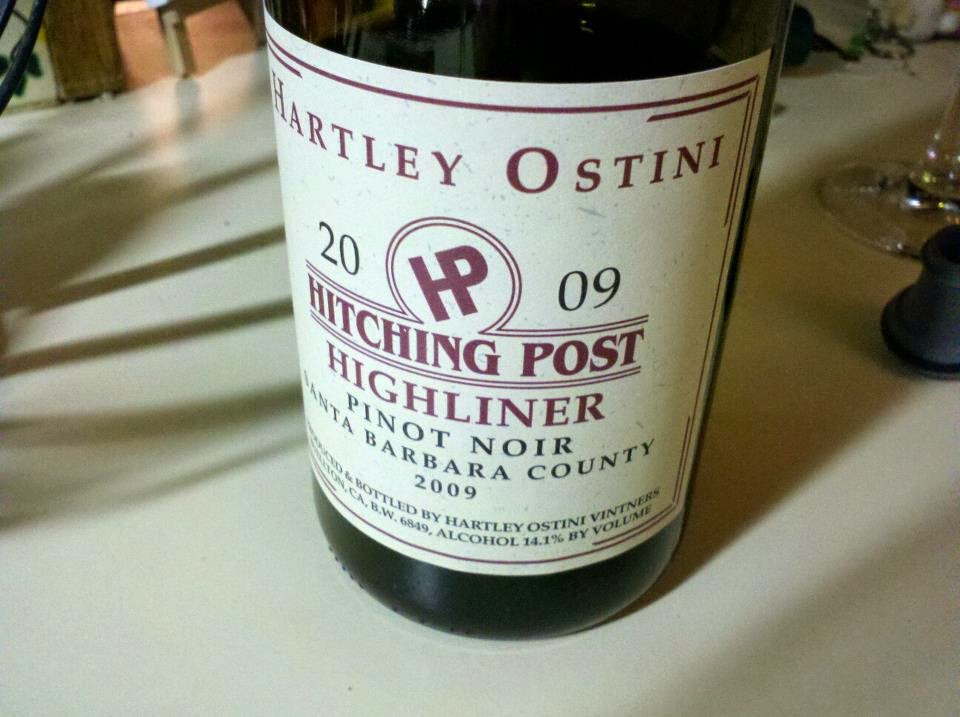 HARTLEY OSTINI
20 HP 09
HITCHING POST
HIGHLINER
PINOT NOIR
SANTA BARBARA COUNTY
2009
& BOTTLED BY HARTLEY OSTINI VINTNERS
CA, B.W. 6849, ALCOHOL 14.1% BY VOLUME